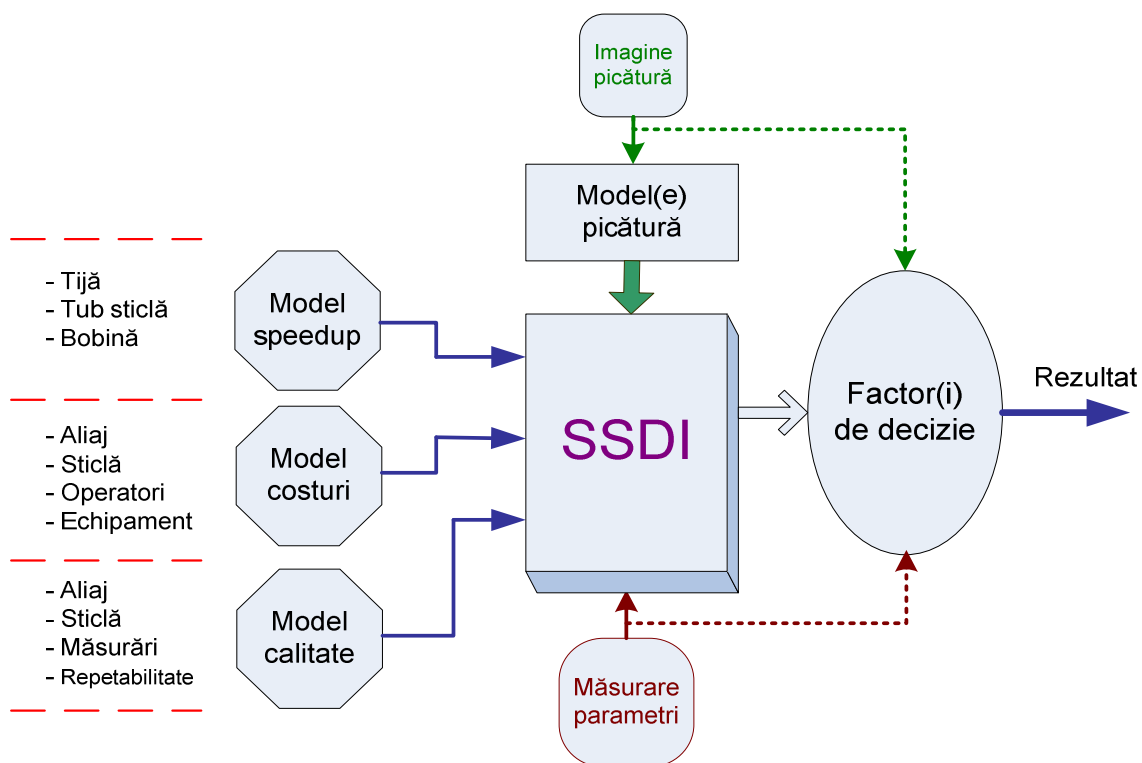 Imagine
picătură
Model(e)
picătură
- Tijă
- Tub sticlă
- Bobină
Model
speedup
- Aliaj
- Sticlă
- Operatori
- Echipament
Model
costuri
- Aliaj
- Sticlă
- Măsurări
- Repetabilitate
Model
calitate
SSDI
Factor(i)
de decizie
Rezultat
Măsurare
parametri